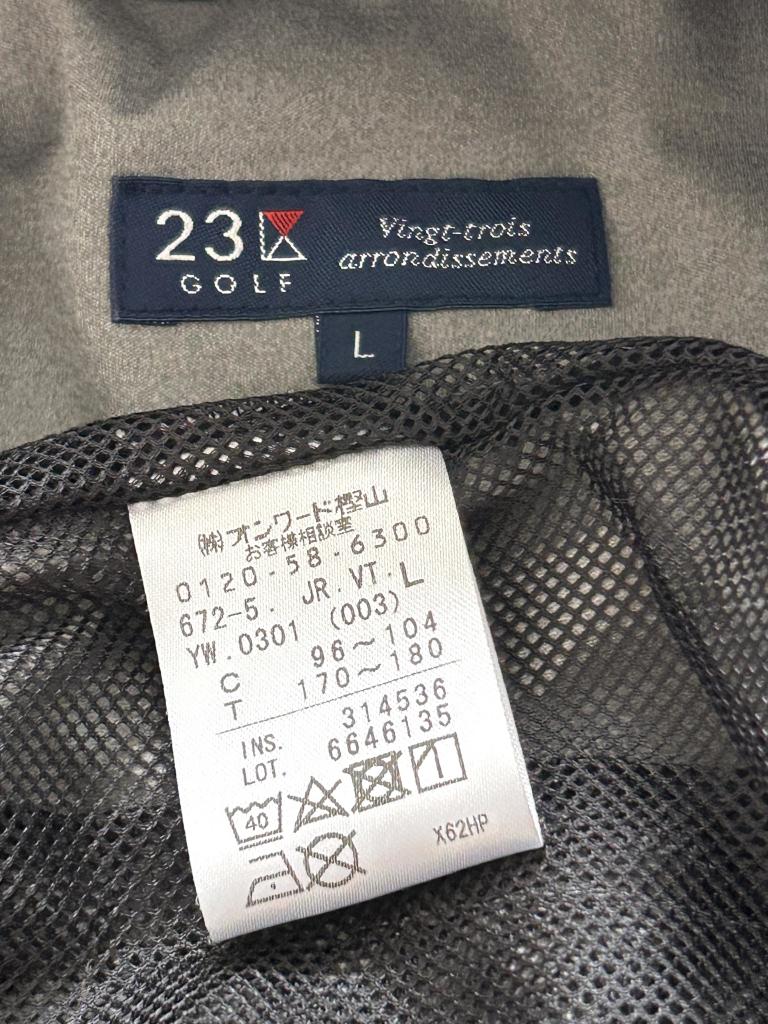 23
GOLF
Vingt-trois
arrondissements
L
(株)オンワード樫山
お客様相談室
0120-58-6300
672-5. JR.VT.L
YW.0301 (003)
C 96〜104
T 170〜180
INS. 314536
LOT. 6646135
40
X62HP